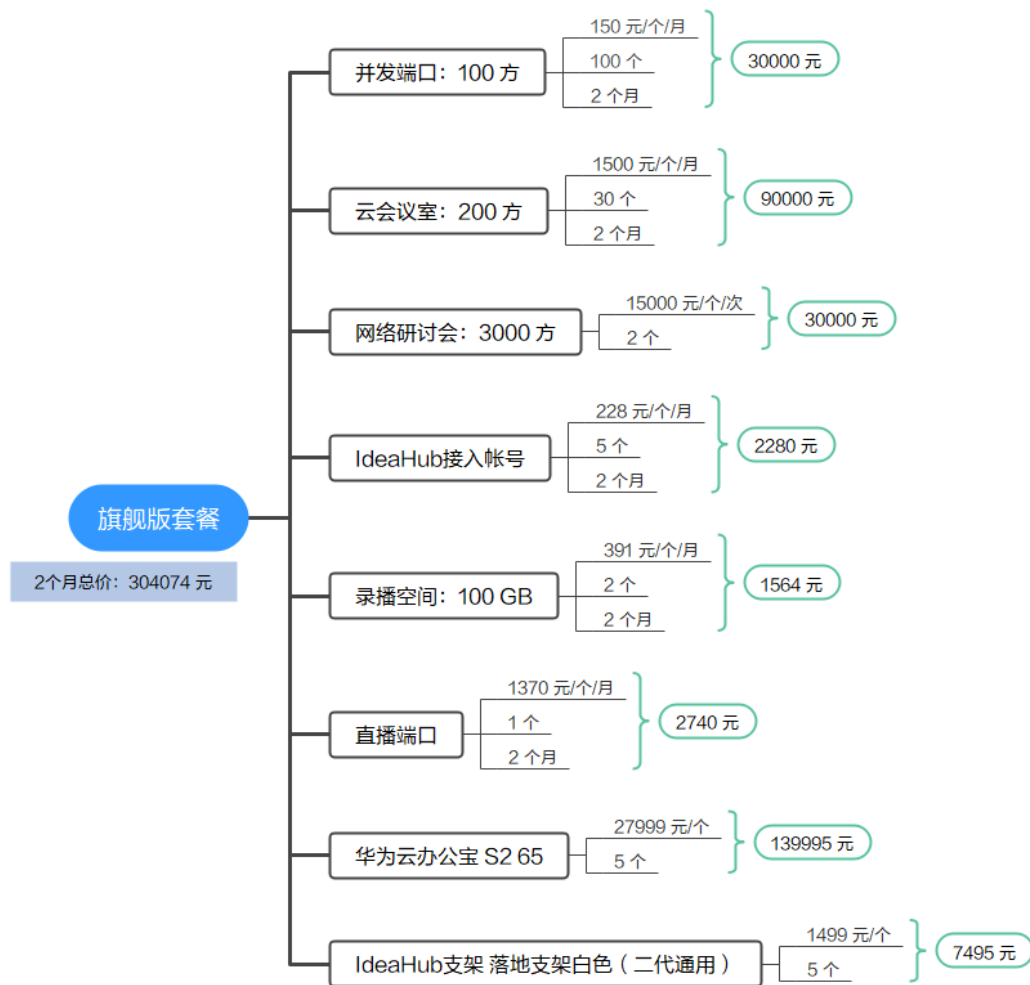 旗舰版套餐
2个月总价：304074 元
并发端口：100 方
150 元/个/月
100 个
2 个月
30000 元
云会议室：200 方
1500 元/个/月
30 个
2 个月
90000 元
网络研讨会：3000 方
15000 元/个/次
2 个
30000 元
IdeaHub接入帐号
228 元/个/月
5 个
2 个月
2280 元
录播空间：100 GB
391 元/个/月
2 个
2 个月
1564 元
直播端口
1370 元/个/月
1 个
2 个月
2740 元
华为云办公宝 S2 65
27999 元/个
5 个
139995 元
IdeaHub支架 落地支架白色（二代通用）
1499 元/个
5 个
7495 元